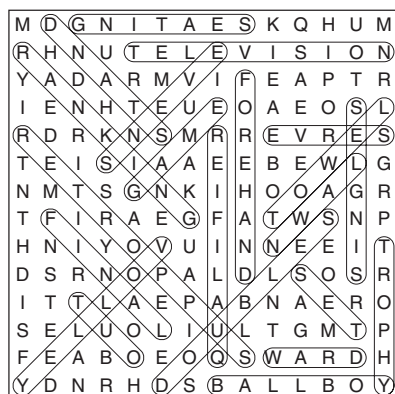 M D G N I T A E S K Q H U M
R H N U T E L E V I S I O N
Y A D A R M V I F E A P T R
I E N H T E U E O A E O S L
R D R K N S M R R E V R E S
T E I S I A A E E B E W L G
N M T S G N K I H O O A G R
T F I R A E G F A T W S N P
H N I Y O V U I N N E E I T
D S R N O P A L D L S O S R
I T T L A E P A B N A E R O
S E L U O L I U L T G M T P
F E A B O E O Q S W A R D H
Y D N R H D S B A L L B O Y